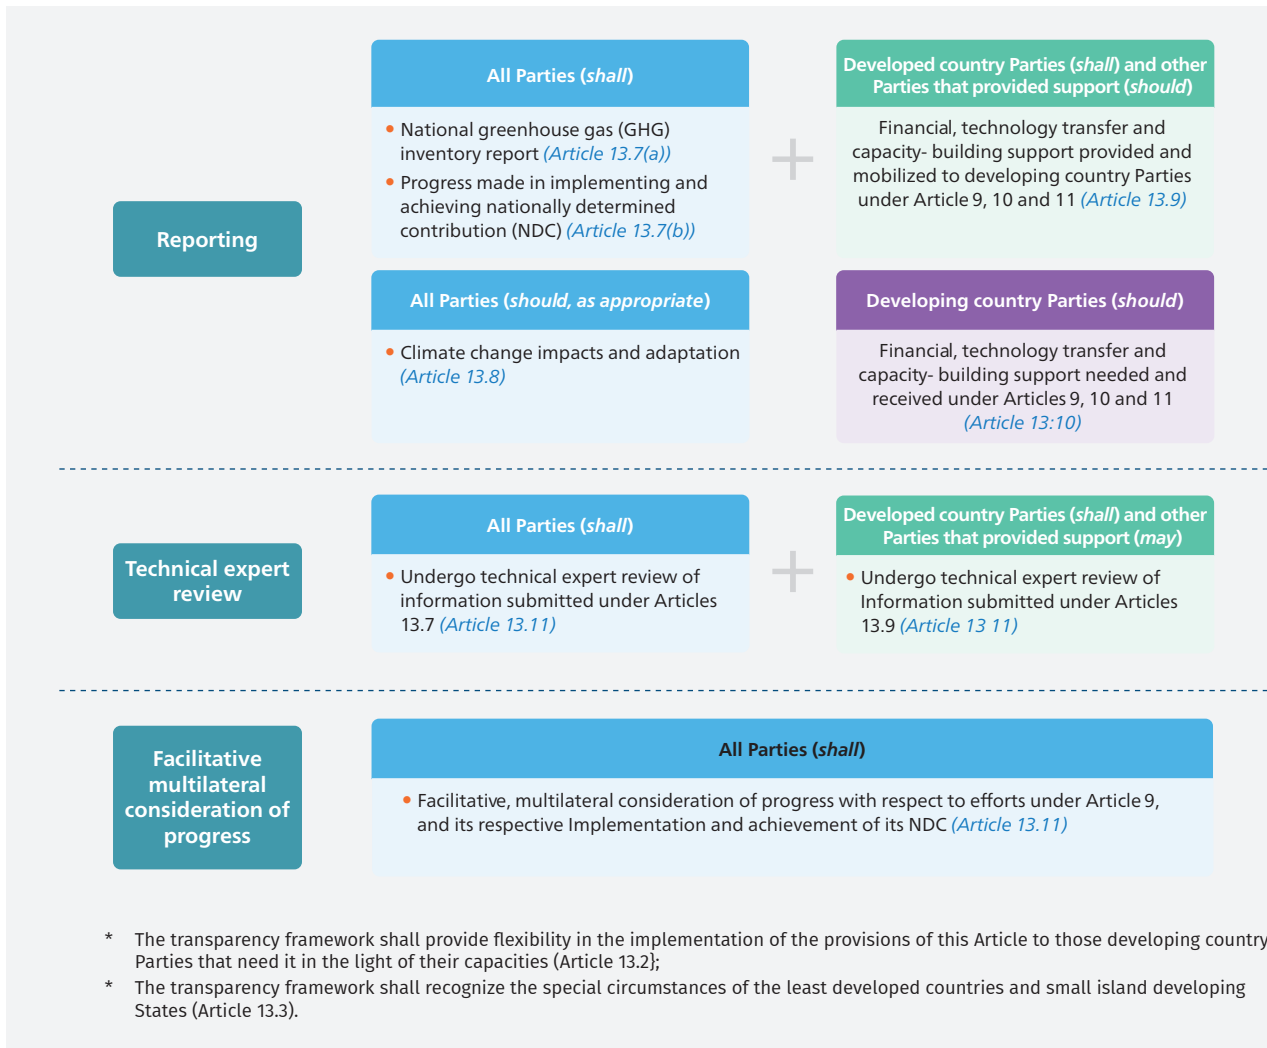 Reporting
All Parties (shall)
• National greenhouse gas (GHG)
inventory report (Article 13.7(a))
• Progress made in implementing and
achieving nationally determined
contribution (NDC) (Article 13.7(b))
+
Developed country Parties (shall) and other
Parties that provided support (should)
Financial, technology transfer and
capacity- building support provided and
mobilized to developing country Parties
under Article 9, 10 and 11 (Article 13.9)
All Parties (should, as appropriate)
• Climate change impacts and adaptation
(Article 13.8)
Developing country Parties (should)
Financial, technology transfer and
capacity- building support needed and
received under Articles 9, 10 and 11
(Article 13:10)
Technical expert
review
All Parties (shall)
• Undergo technical expert review of
information submitted under Articles
13.7 (Article 13.11)
+
Developed country Parties (shall) and other
Parties that provided support (may)
• Undergo technical expert review of
Information submitted under Articles
13.9 (Article 13 11)
Facilitative
multilateral
consideration of
progress
All Parties (shall)
• Facilitative, multilateral consideration of progress with respect to efforts under Article 9,
and its respective Implementation and achievement of its NDC (Article 13.11)
* The transparency framework shall provide flexibility in the implementation of the provisions of this Article to those developing country
Parties that need it in the light of their capacities (Article 13.2};
* The transparency framework shall recognize the special circumstances of the least developed countries and small island developing
States (Article 13.3).